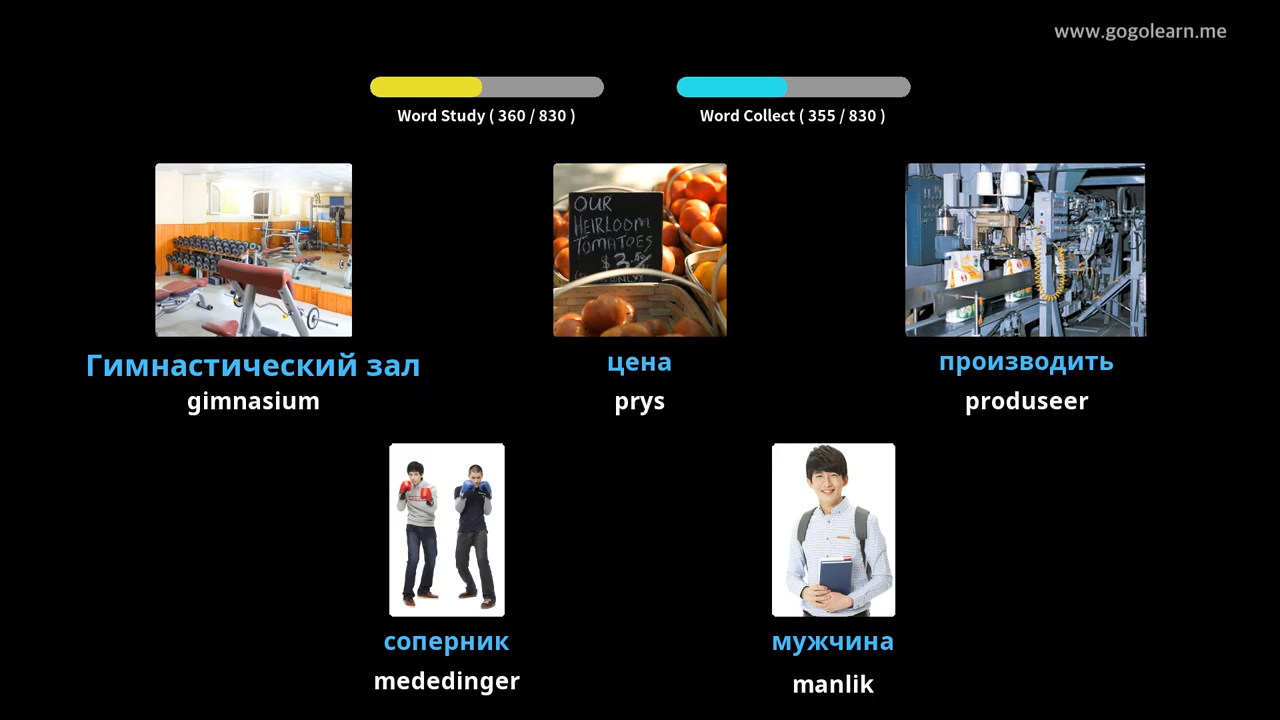 www.gogolearn.me
Word Study ( 360 / 830 )
Word Collect ( 355 / 830 )
OUR
HEIRLOOM
TOMATOES
Гимнастический зал
gimnasium
цена
prys
производить
produseer
соперник
mededinger
мужчина
manlik